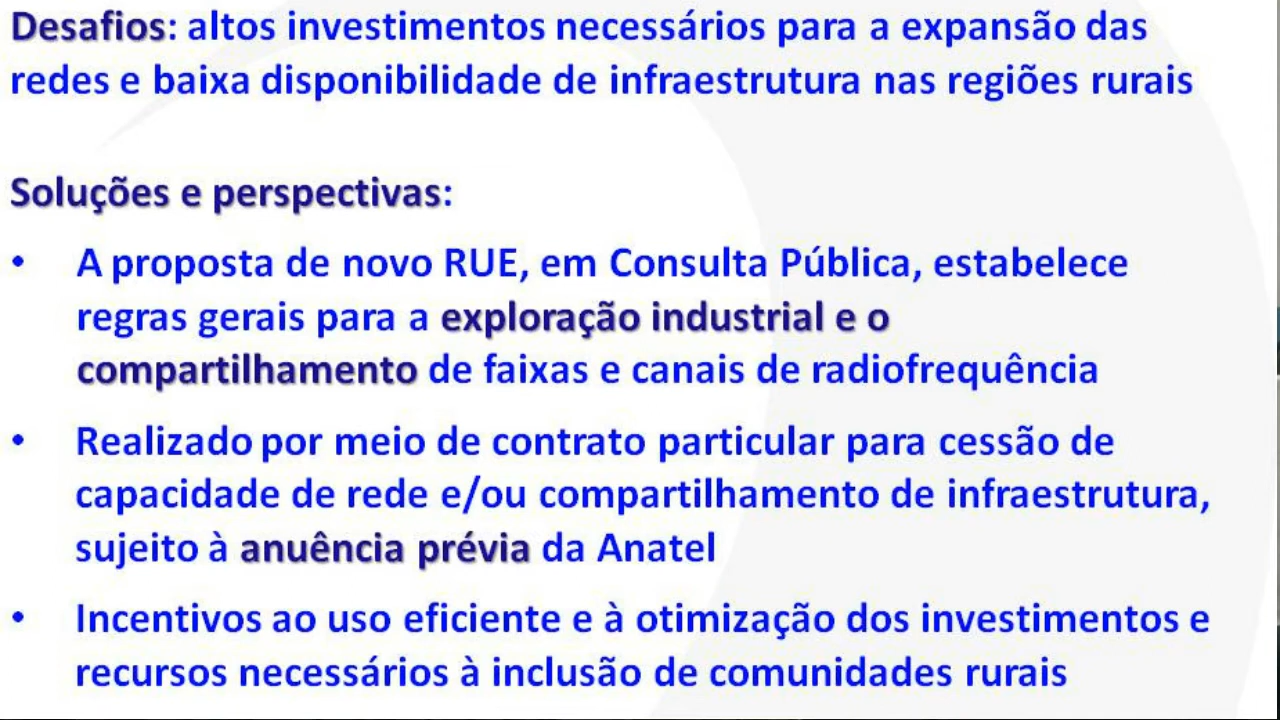 Desafios: altos investimentos necessários para a expansão das
redes e baixa disponibilidade de infraestrutura nas regiões rurais
Soluções e perspectivas:
• A proposta de novo RUE, em Consulta Pública, estabelece
regras gerais para a exploração industrial e o
compartilhamento de faixas e canais de radiofrequência
• Realizado por meio de contrato particular para cessão de
capacidade de rede e/ou compartilhamento de infraestrutura,
sujeito à anuência prévia da Anatel
• Incentivos ao uso eficiente e à otimização dos investimentos e
recursos necessários à inclusão de comunidades rurais